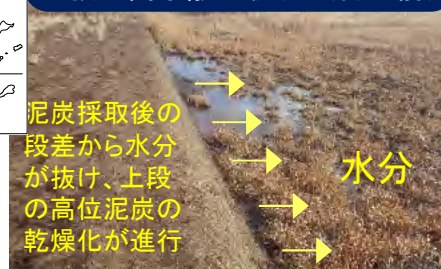 泥炭採取後の
段差から水分
が抜け、上段
の高位泥炭の
乾燥化が進行
水分